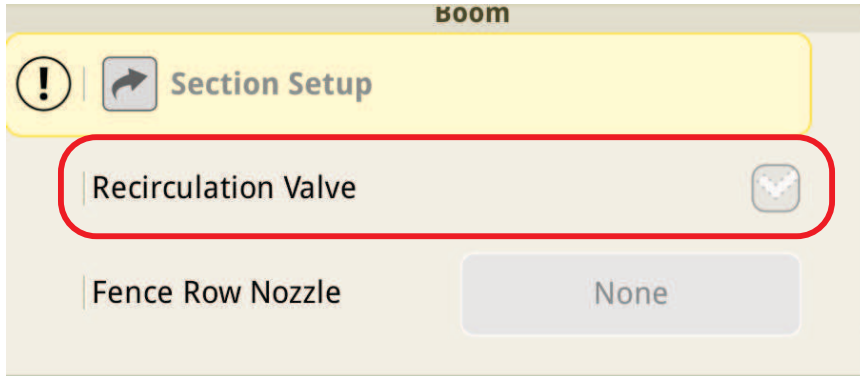 Boom
Section Setup
Recirculation Valve
Fence Row Nozzle
None